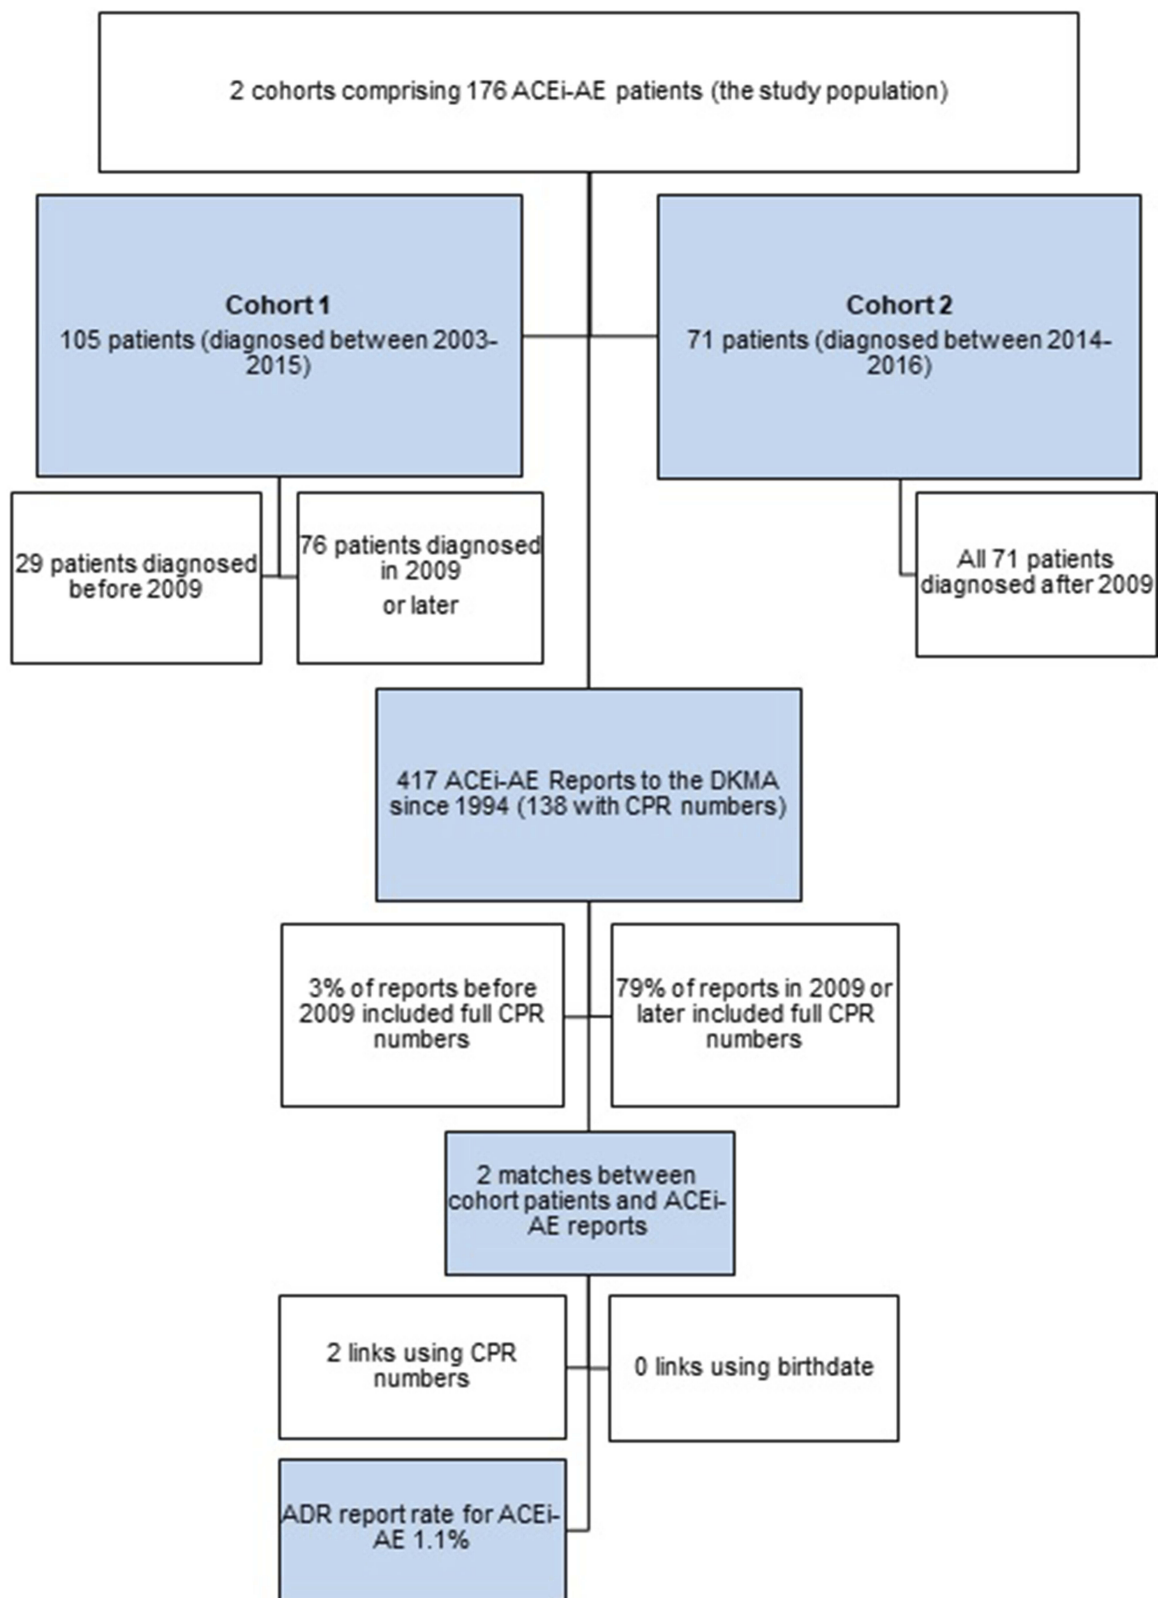 2 cohorts comprising 176 ACEi-AE patients (the study population)
Cohort 1
105 patients (diagnosed between 2003-
2015)
Cohort 2
71 patients (diagnosed between 2014-
2016)
29 patients diagnosed
before 2009
76 patients diagnosed
in 2009
or later
All 71 patients
diagnosed after 2009
417 ACEi-AE Reports to the DKMA
since 1994 (138 with CPR numbers)
3% of reports before
2009 included full CPR
numbers
79% of reports in 2009 or
later included full CPR
numbers
2 matches between
cohort patients and ACEi-
AE reports
2 links using CPR
numbers
0 links using birthdate
ADR report rate for ACEi-
AE 1.1%